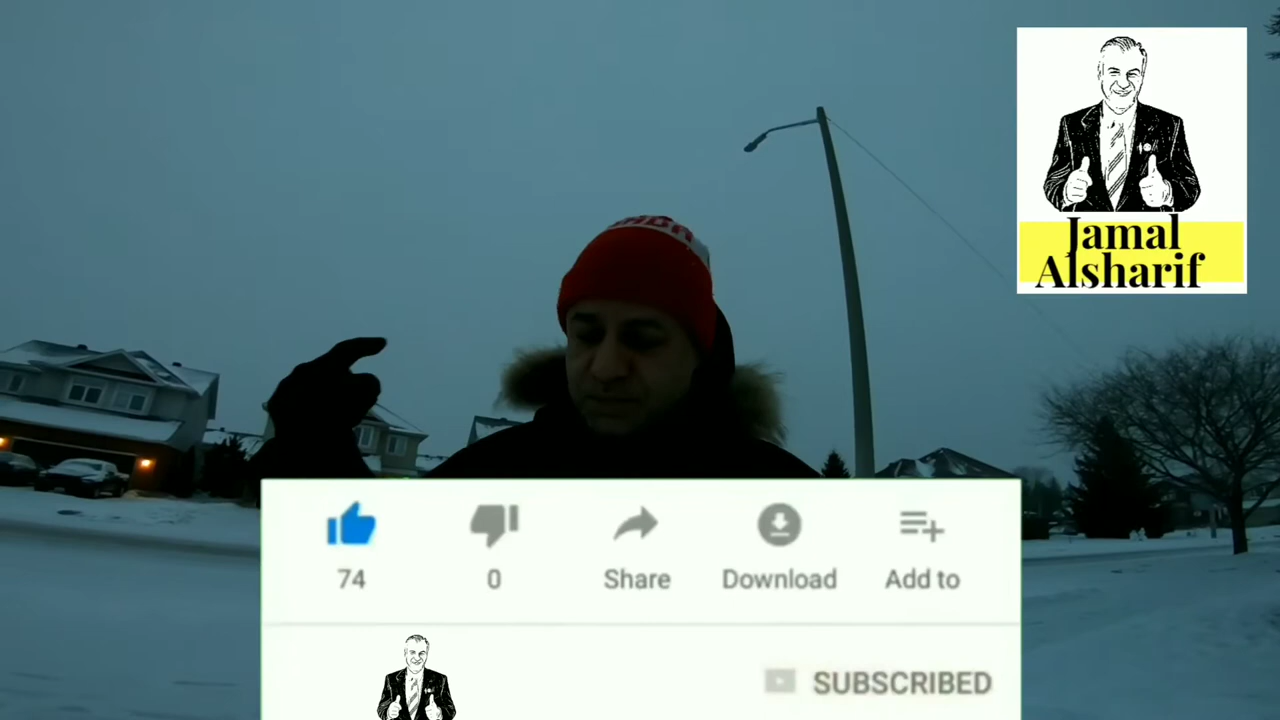 Jamal
Alsharif
74
0
Share
Download
Add to
SUBSCRIBED